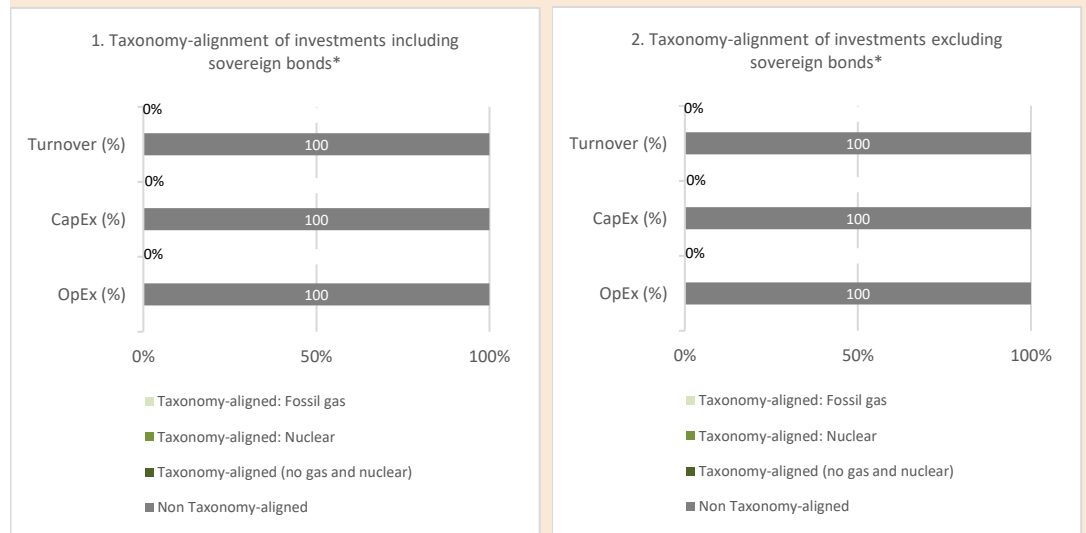 1. Taxonomy-alignment of investments including
sovereign bonds*
0%
Turnover (%)
100
0%
CapEx (%)
100
0%
OpEx (%)
100
0%
50%
100%
Taxonomy-aligned: Fossil gas
Taxonomy-aligned: Nuclear
Taxonomy-aligned (no gas and nuclear)
Non Taxonomy-aligned
2. Taxonomy-alignment of investments excluding
sovereign bonds*
0%
Turnover (%)
100
0%
CapEx (%)
100
0%
OpEx (%)
100
0%
50%
100%
Taxonomy-aligned: Fossil gas
Taxonomy-aligned: Nuclear
Taxonomy-aligned (no gas and nuclear)
Non Taxonomy-aligned